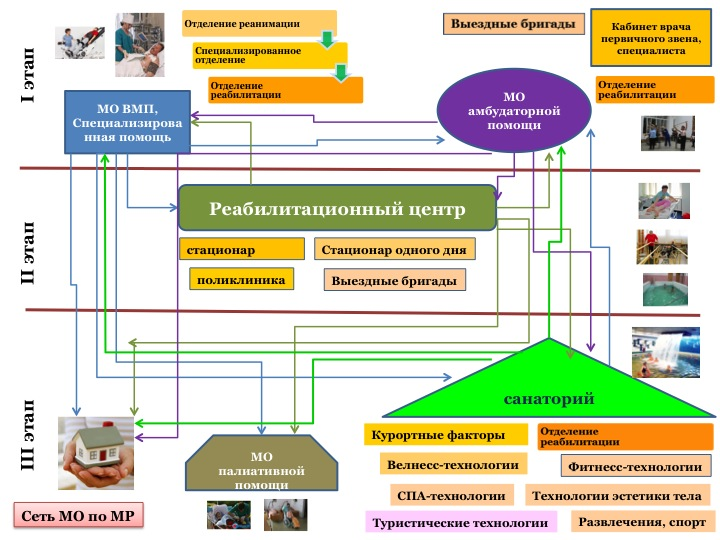 I этап
Отделение реанимации
Специализированное
отделение
Отделение
реабилитации
Выездные бригады
Кабинет врача
первичного звена,
специалиста
Отделение
реабилитации
МО ВМП,
Специализирова
нная помощь
МО
амбудаторной
помощи
II этап
Реабилитационный центр
стационар
Стационар одного дня
поликлиника
Выездные бригады
III этап
санаторий
МО
палиативной
помощи
Курортные факторы
Отделение
реабилитации
Велнесс-технологии
Фитнесс-технологии
СПА-технологии
Технологии эстетики тела
Туристические технологии
Развлечения, спорт
Сеть МО по МР